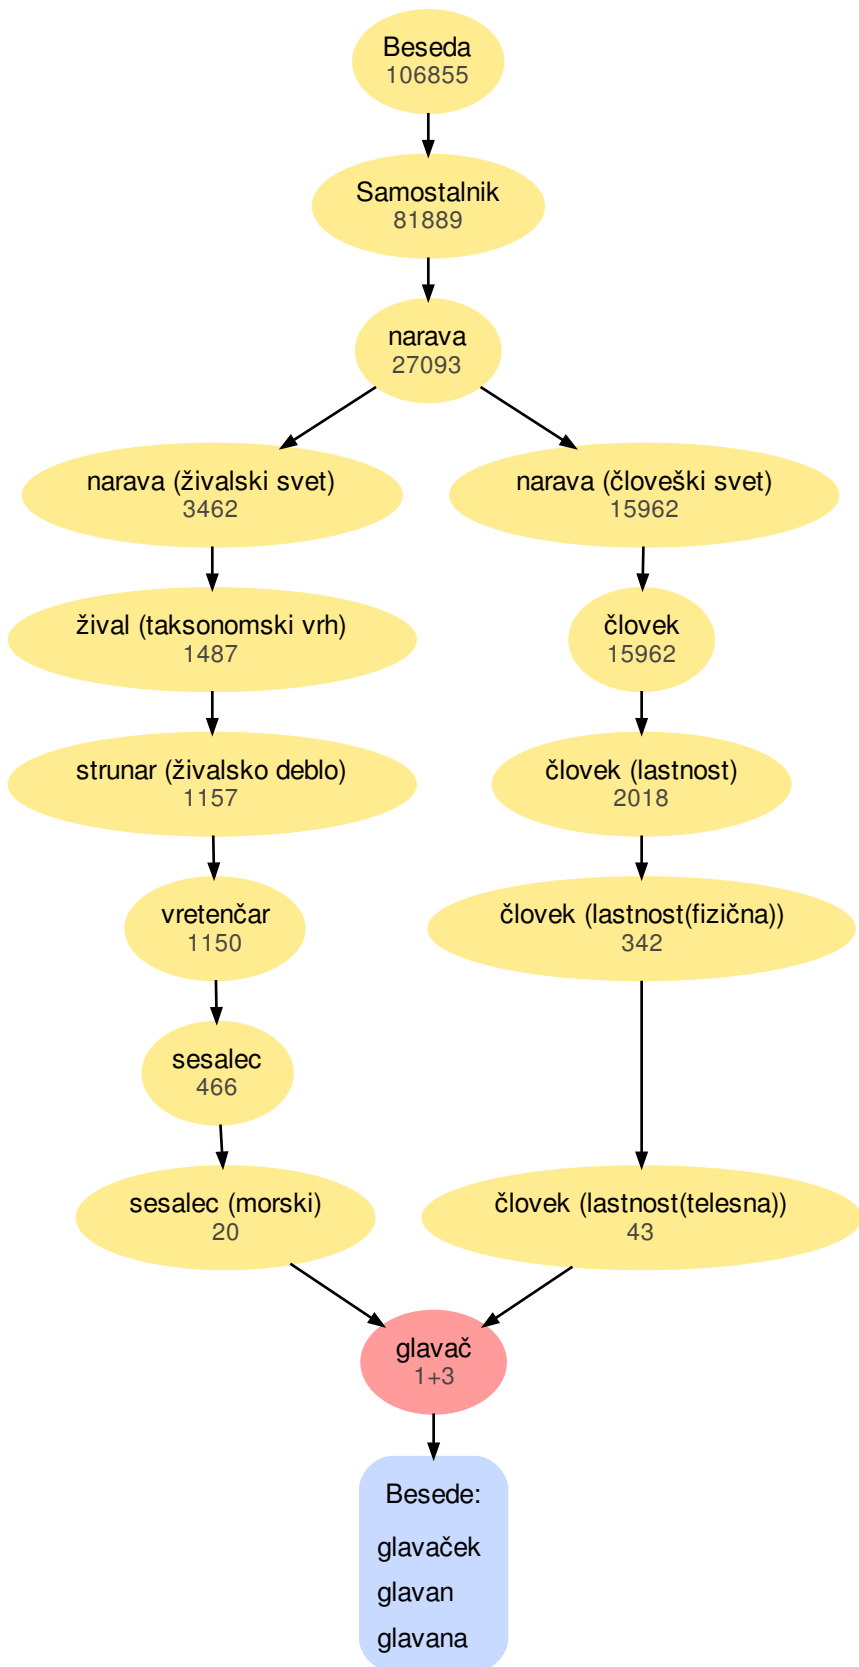 Beseda
106855
Samostalnik
81889
narava
27093
narava (živalski svet)
3462
narava (človeški svet)
15962
žival (taksonomski vrh)
1487
človek
15962
strunar (živalsko deblo)
1157
človek (lastnost)
2018
vretenčar
1150
človek (lastnost(fizična))
342
sesalec
466
sesalec (morski)
20
človek (lastnost(telesna))
43
glavač
1+3
Besede:
glavaček
glavan
glavana